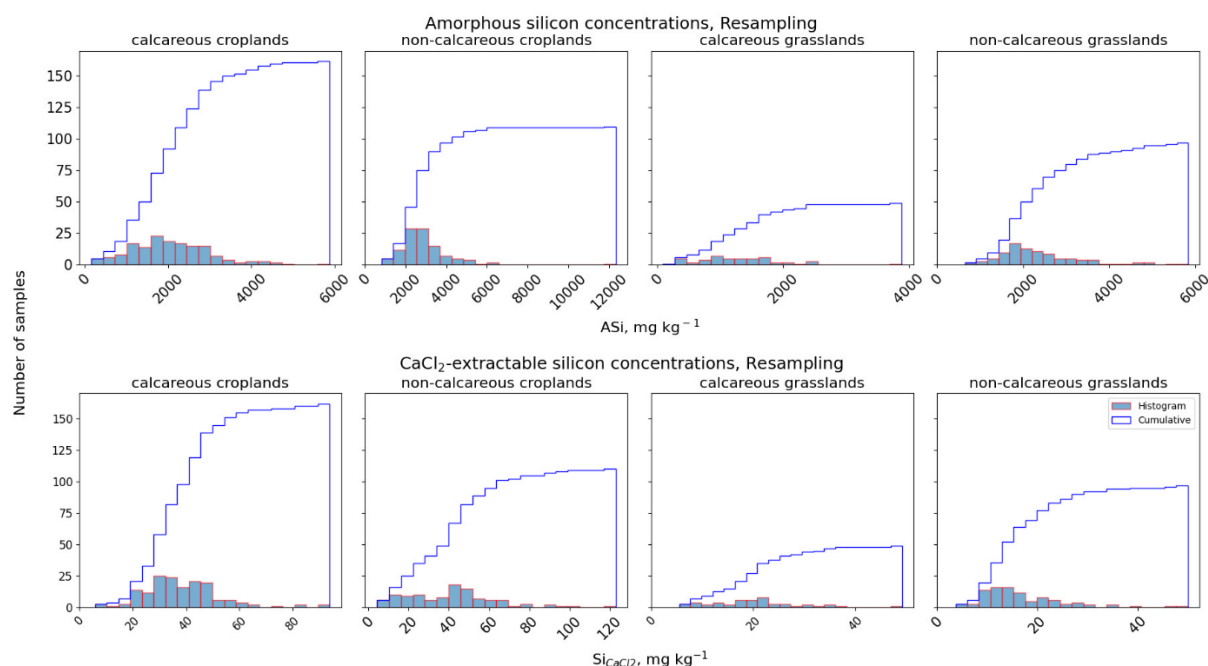 Amorphous silicon concentrations, Resampling
calcareous croplands
non-calcareous croplands
calcareous grasslands
non-calcareous grasslands
150
125
100
75
50
25
0
0 2000 4000 6000
2000 4000 6000 8000 10000 12000
0 2000 4000
0 2000 4000 6000
ASi, mg kg⁻¹
Number of samples
CaCl₂-extractable silicon concentrations, Resampling
calcareous croplands
non-calcareous croplands
calcareous grasslands
non-calcareous grasslands
150
125
100
75
50
25
0
Histogram
Cumulative
0 20 40 60 80
0 20 40 60 80 100 120
0 20 40
0 20 40
Si_CaCl2, mg kg⁻¹